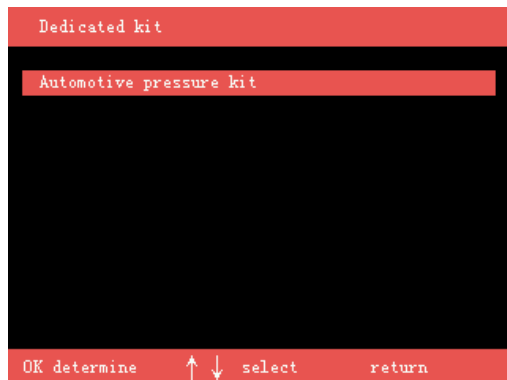 Dedicated kit
Automotive pressure kit
OK determine ↑ ↓ select return